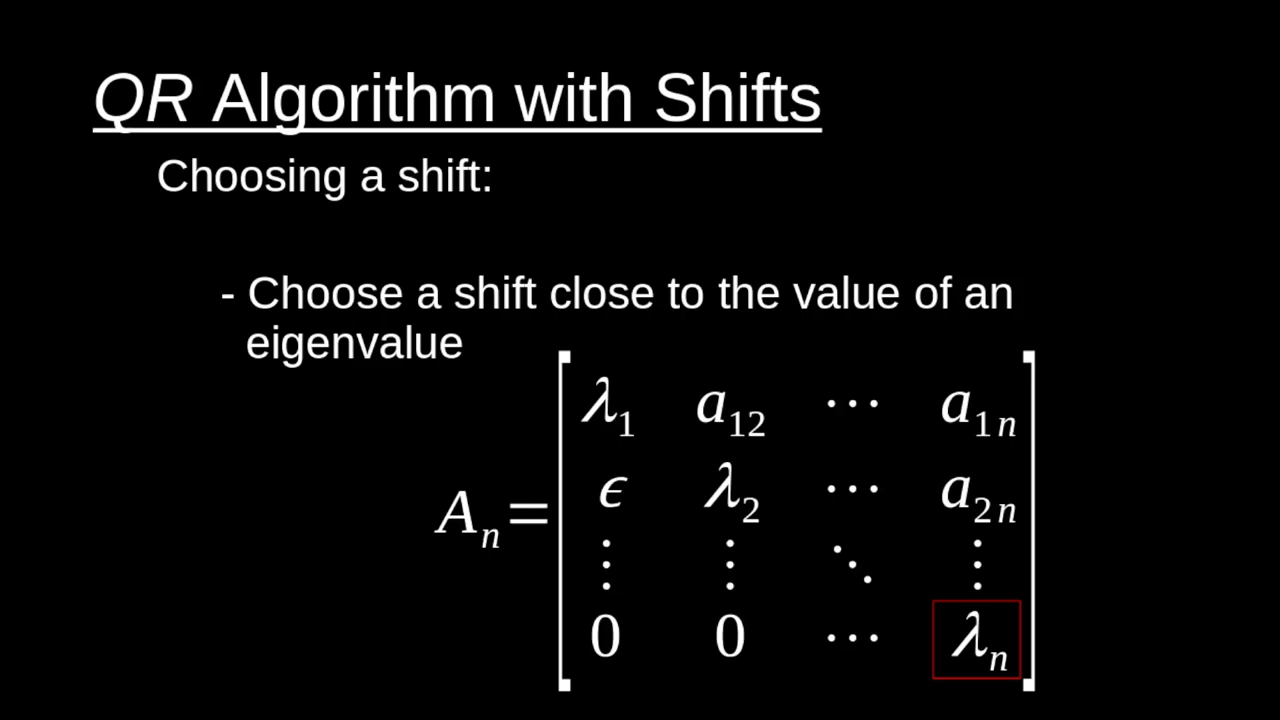 QR Algorithm with Shifts
Choosing a shift:
- Choose a shift close to the value of an
eigenvalue
λ₁ a₁₂ ⋯ a₁ₙ
ϵ λ₂ ⋯ a₂ₙ
Aₙ=
⋮ ⋮ ⋱ ⋮
0 0 ⋯ λₙ